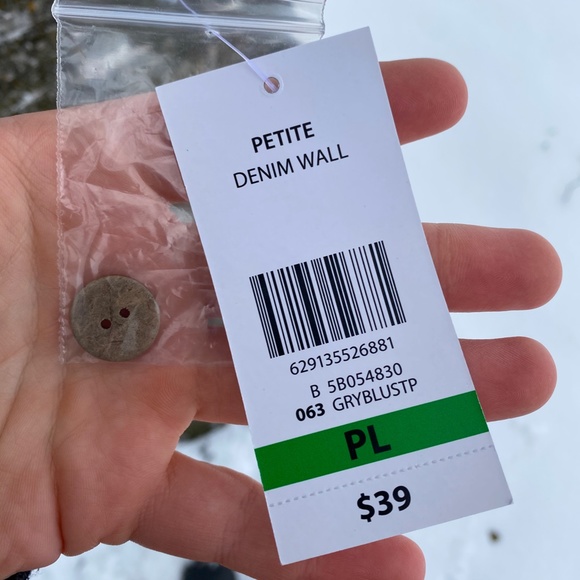 PETITE
DENIM WALL
629135526881
B 5B054830
063 GRYBLUSTP
PL
$39